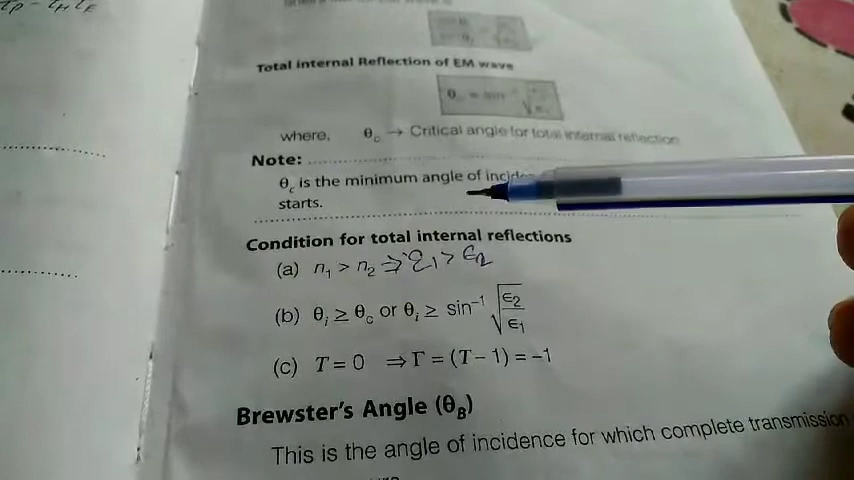 Total internal Reflection of EM wave
where, θc → Critical angle for total internal reflection
Note:
θc is the minimum angle of
starts.
Condition for total internal reflections
(a) n1 > n2 ⇒ ε1 > ε2
(b) θi ≥ θc or θi ≥ sin⁻¹ √(ε2/ε1)
(c) T = 0 ⇒ Γ = (T − 1) = −1
Brewster's Angle (θB)
This is the angle of incidence for which complete transmission